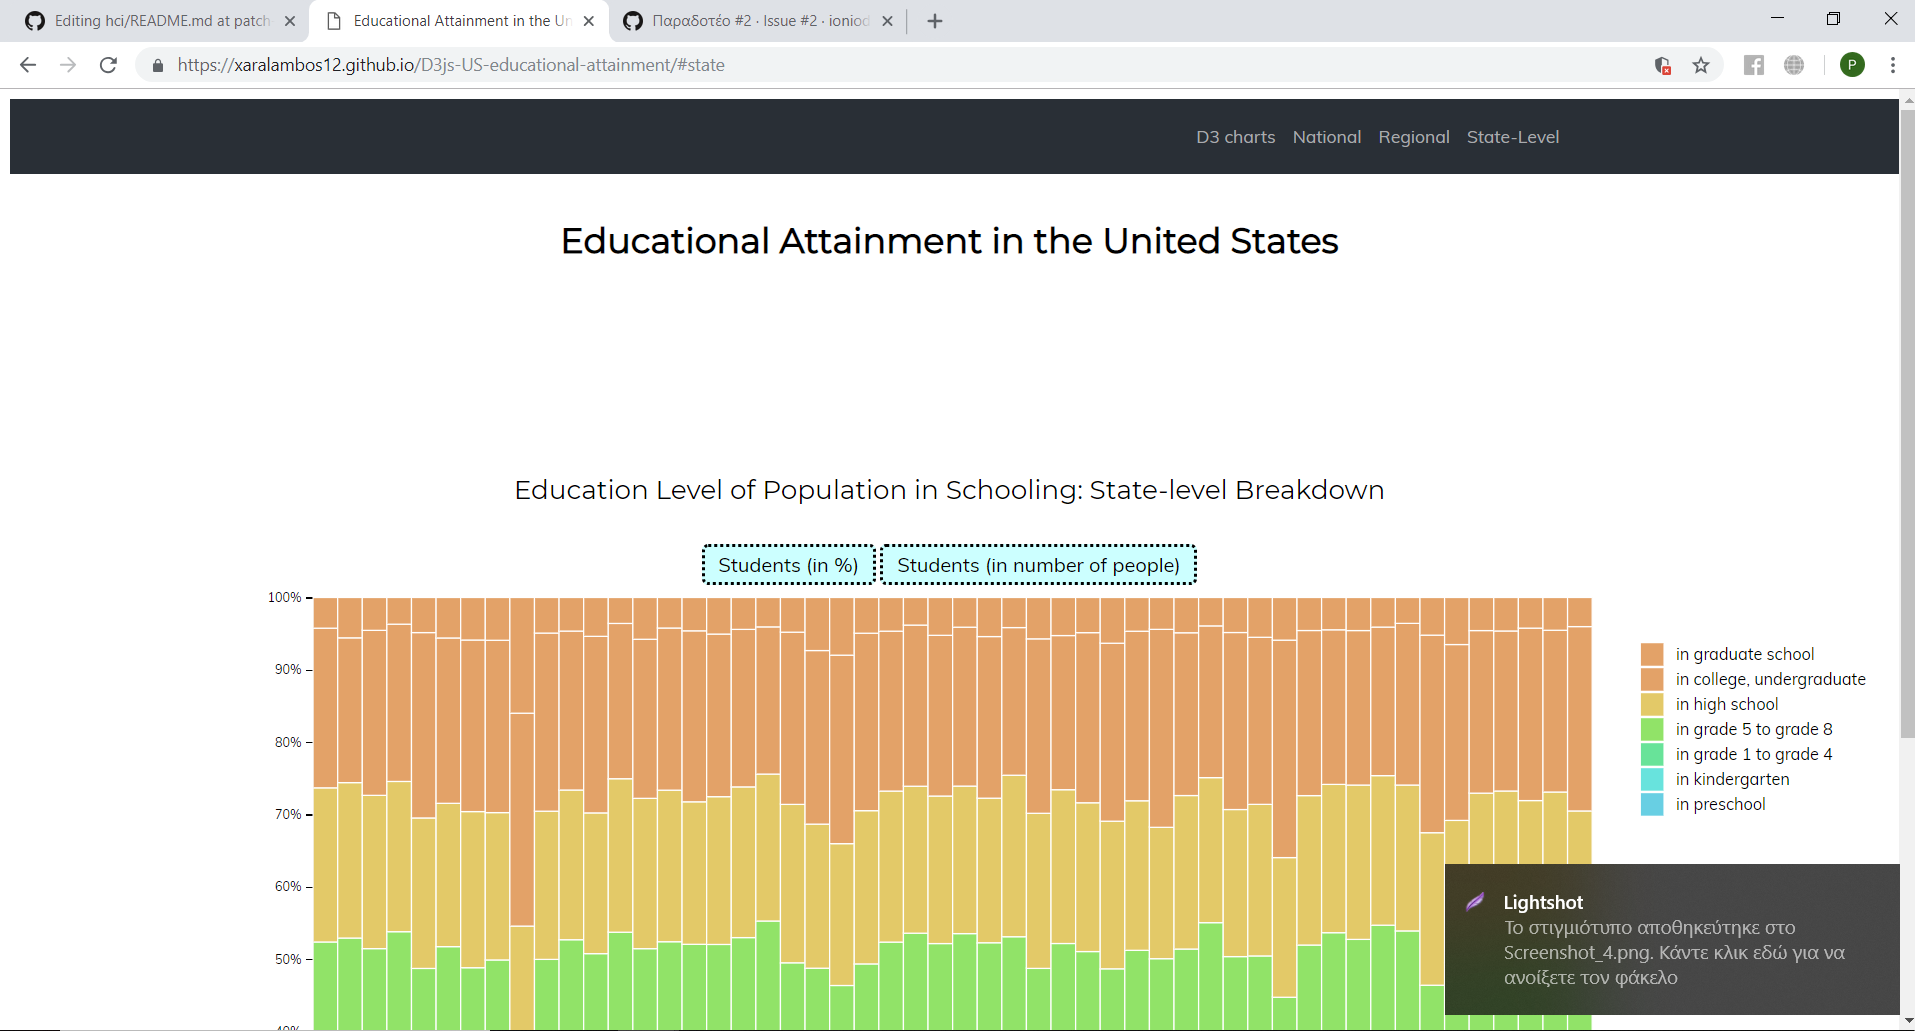 Editing hci/README.md at patch-
Educational Attainment in the Un
Παραδοτέο #2 · Issue #2 · ioniod
https://xaralambos12.github.io/D3js-US-educational-attainment/#state
P
D3 charts National Regional State-Level
Educational Attainment in the United States
Education Level of Population in Schooling: State-level Breakdown
Students (in %) Students (in number of people)
100%
90%
80%
70%
60%
50%
40%
in graduate school
in college, undergraduate
in high school
in grade 5 to grade 8
in grade 1 to grade 4
in kindergarten
in preschool
Lightshot
Το στιγμιότυπο αποθηκεύτηκε στο
Screenshot_4.png. Κάντε κλικ εδώ για να
ανοίξετε τον φάκελο